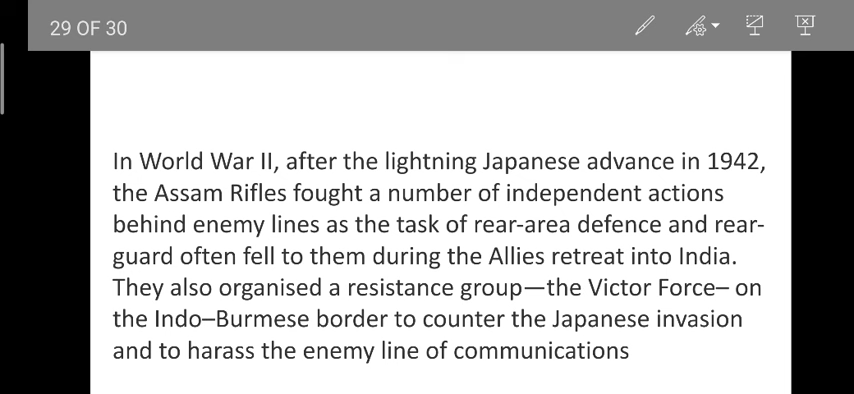 29 OF 30
In World War II, after the lightning Japanese advance in 1942,
the Assam Rifles fought a number of independent actions
behind enemy lines as the task of rear-area defence and rear-
guard often fell to them during the Allies retreat into India.
They also organised a resistance group—the Victor Force– on
the Indo–Burmese border to counter the Japanese invasion
and to harass the enemy line of communications